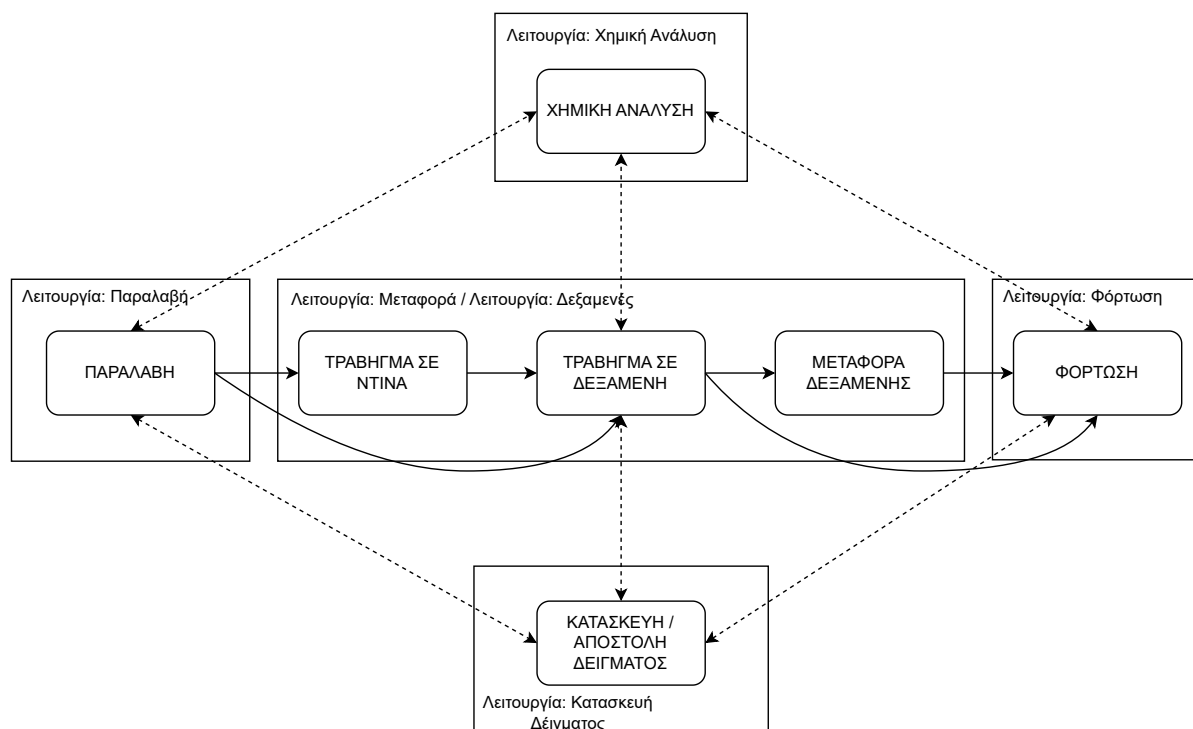 Λειτουργία: Χημική Ανάλυση
ΧΗΜΙΚΗ ΑΝΑΛΥΣΗ
Λειτουργία: Παραλαβή
ΠΑΡΑΛΑΒΗ
Λειτουργία: Μεταφορά / Λειτουργία: Δεξαμενές
ΤΡΑΒΗΓΜΑ ΣΕ
ΝΤΙΝΑ
ΤΡΑΒΗΓΜΑ ΣΕ
ΔΕΞΑΜΕΝΗ
ΜΕΤΑΦΟΡΑ
ΔΕΞΑΜΕΝΗΣ
Λειτουργία: Φόρτωση
ΦΟΡΤΩΣΗ
ΚΑΤΑΣΚΕΥΗ /
ΑΠΟΣΤΟΛΗ
ΔΕΙΓΜΑΤΟΣ
Λειτουργία: Κατασκευή
Δέιγματος